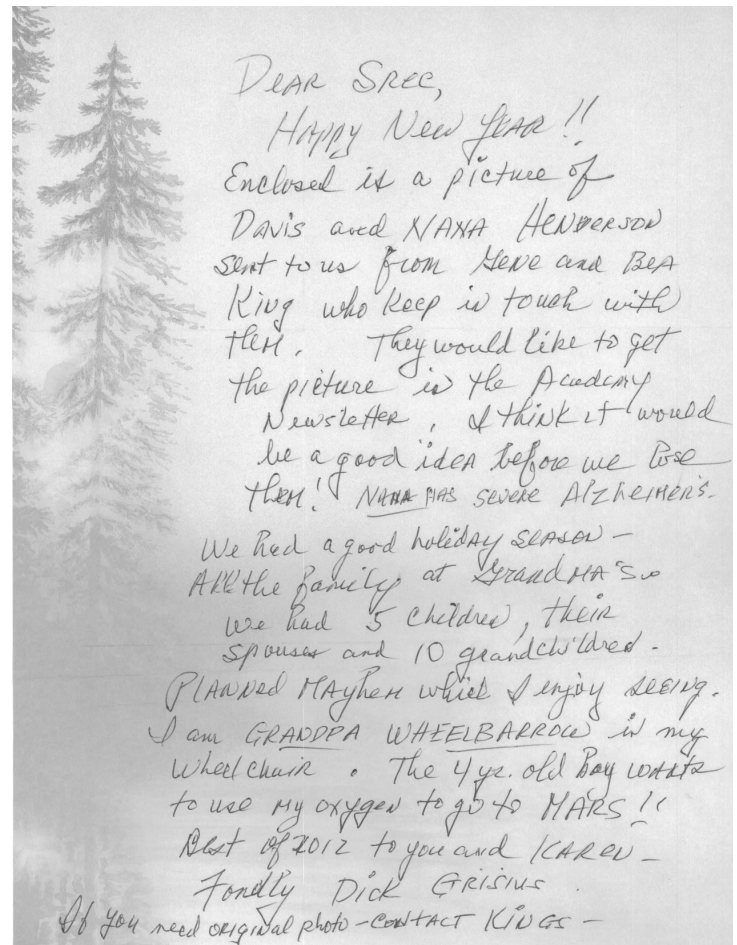 Dear Sree,
Happy New Year!!
Enclosed is a picture of
Davis and NANA HENDERSON
sent to us from Gene and Bea
King who keep in touch with
them. They would like to get
the picture in the Academy
Newsletter, I think it would
be a good idea before we lose
them! NANA HAS severe Alzheimer's.
We had a good holiday season -
All the family at Grandma's.
we had 5 children, their
spouses and 10 grandchildren.
Planned Mayhem which I enjoy seeing.
I am GRANDPA WHEELBARROW in my
Wheel chair. The 4 yr. old Boy wants
to use my oxygen to go to MARS!!
Best of 2012 to you and KAREN -
Fondly Dick Grisius.
If you need original photo - CONTACT KINGS -